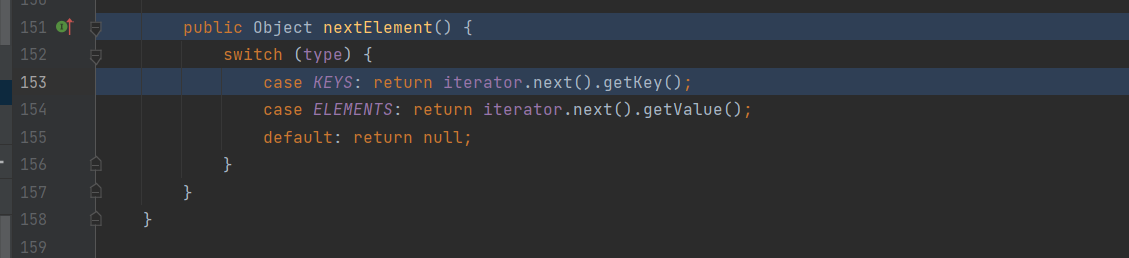 151 public Object nextElement() {
152 switch (type) {
153 case KEYS: return iterator.next().getKey();
154 case ELEMENTS: return iterator.next().getValue();
155 default: return null;
156 }
157 }
158 }
159